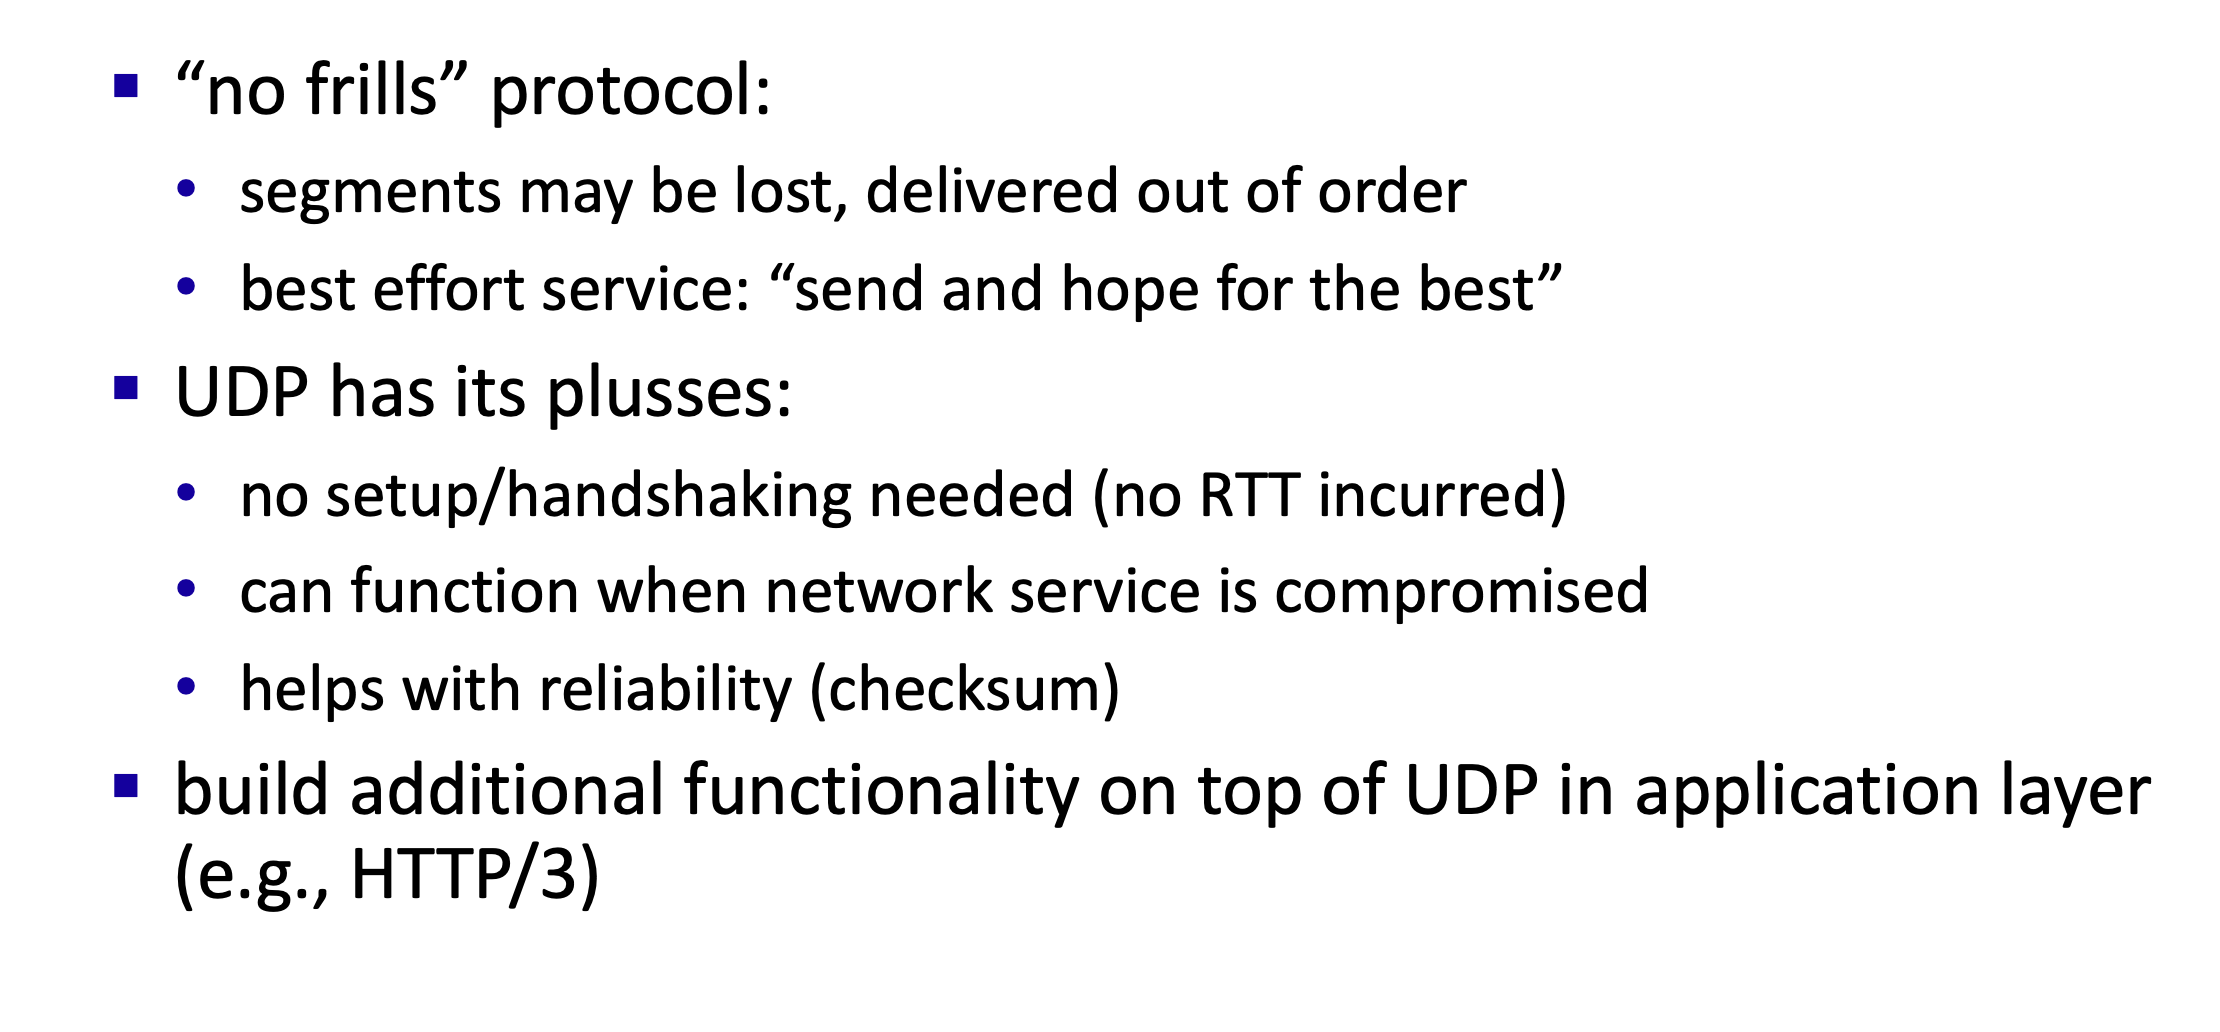 ▪ “no frills” protocol:
• segments may be lost, delivered out of order
• best effort service: “send and hope for the best”
▪ UDP has its plusses:
• no setup/handshaking needed (no RTT incurred)
• can function when network service is compromised
• helps with reliability (checksum)
▪ build additional functionality on top of UDP in application layer
(e.g., HTTP/3)